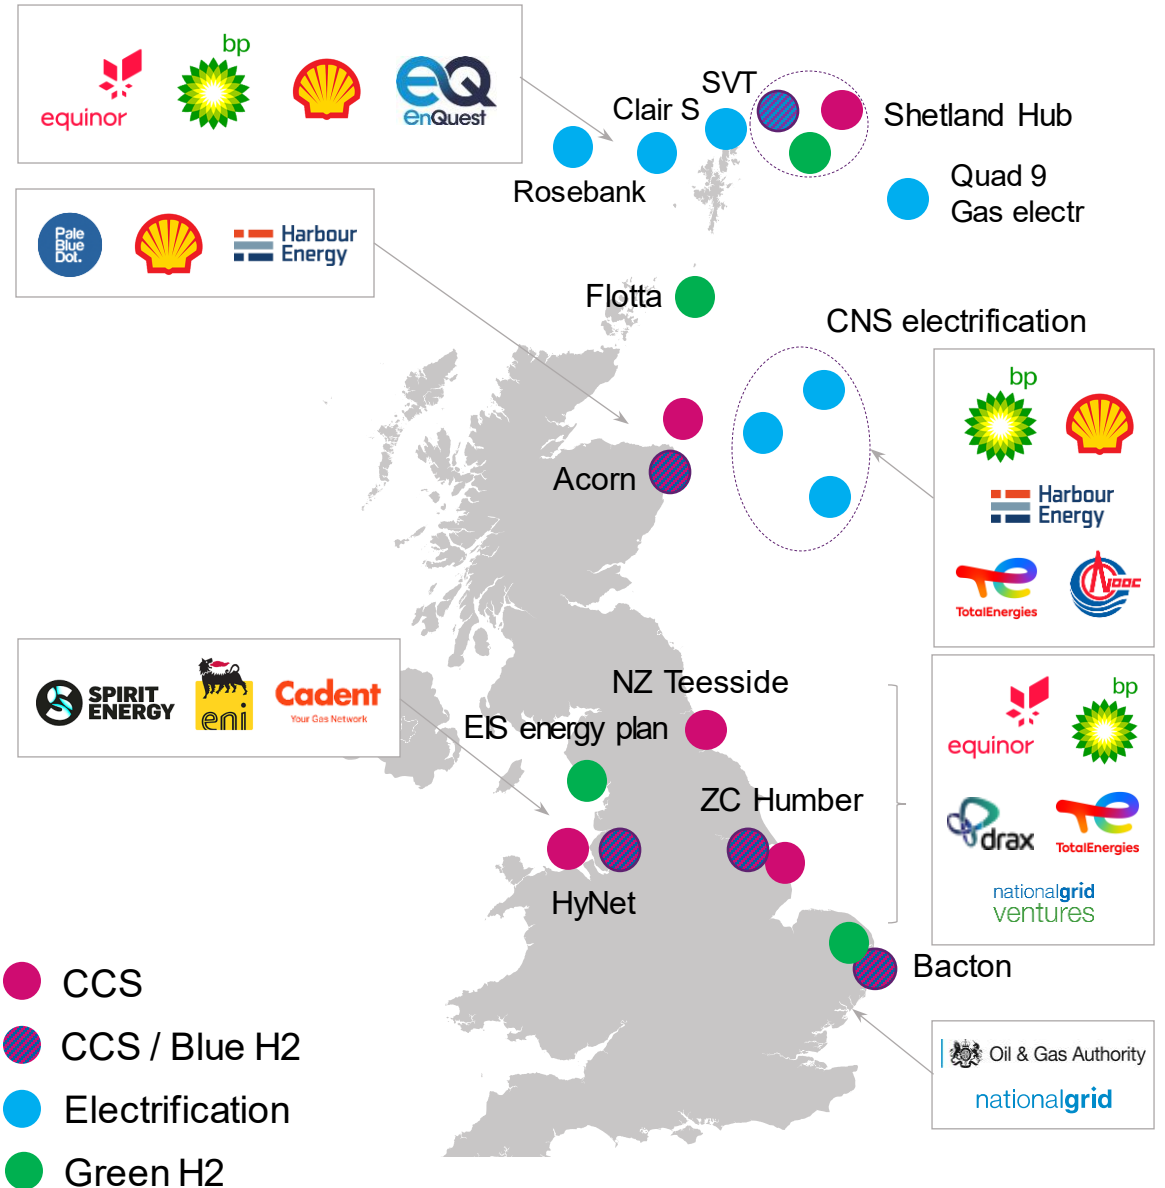 bp
equinor
EQ
EnQuest
SVT
Clair S
Shetland Hub
Rosebank
Quad 9
Gas electr
Pale
Blue
Dot.
Harbour
Energy
Flotta
CNS electrification
bp
Harbour
Energy
TotalEnergies
CNOOC
Acorn
SPIRIT
ENERGY
eni
Cadent
Your Gas Network
NZ Teesside
EIS energy plan
ZC Humber
HyNet
equinor
bp
drax
TotalEnergies
nationalgrid
ventures
Bacton
Oil & Gas Authority
nationalgrid
CCS
CCS / Blue H2
Electrification
Green H2